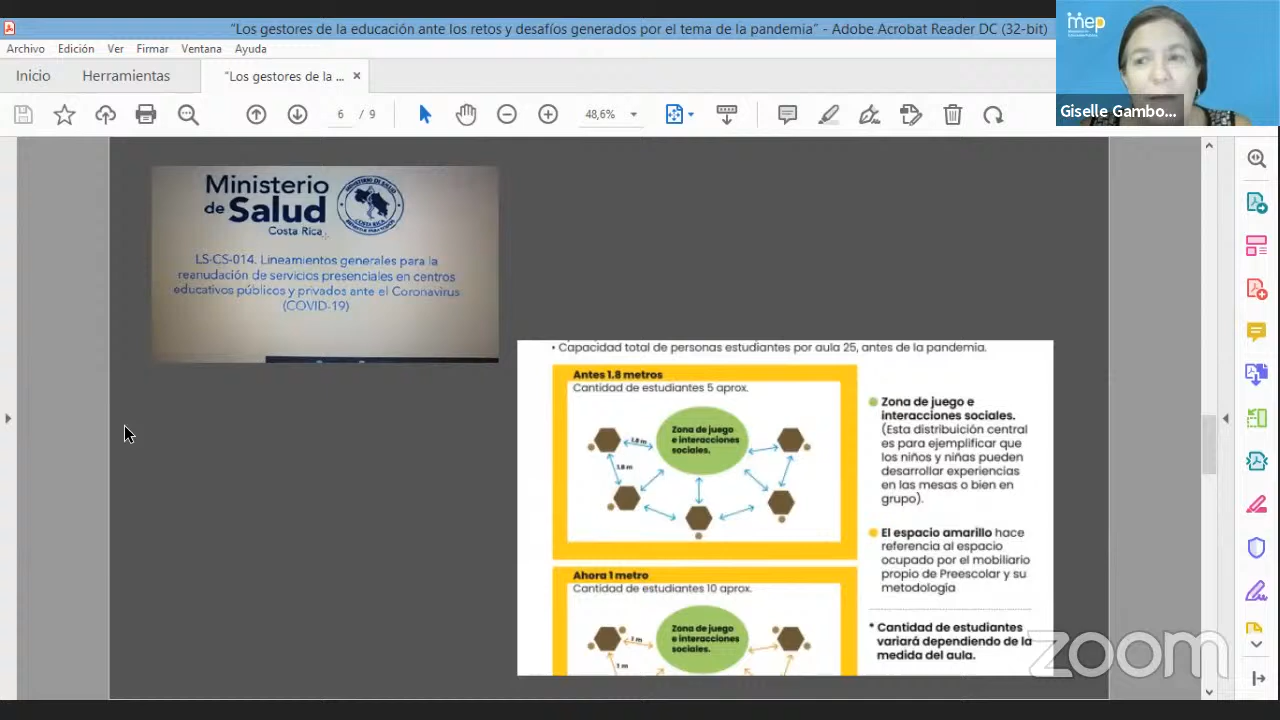 "Los gestores de la educación ante los retos y desafíos generados por el tema de la pandemia" - Adobe Acrobat Reader DC (32-bit)
Archivo Edición Ver Firmar Ventana Ayuda
Inicio Herramientas "Los gestores de la ... ×
6 / 9 48,6%
mep
Giselle Gambo...
Ministerio
de Salud
Costa Rica
LS-CS-014. Lineamientos generales para la
reanudación de servicios presenciales en centros
educativos públicos y privados ante el Coronavirus
(COVID-19)
• Capacidad total de personas estudiantes por aula 25, antes de la pandemia.
Antes 1.8 metros
Cantidad de estudiantes 5 aprox.
Zona de juego
e interacciones
sociales.
1.8 m
1.8 m
Ahora 1 metro
Cantidad de estudiantes 10 aprox.
Zona de juego
e interacciones
sociales.
1 m
1 m
Zona de juego e
interacciones sociales.
(Esta distribuición central
es para ejemplificar que
los niños y niñas pueden
desarrollar experiencias
en las mesas o bien en
grupo).
El espacio amarillo hace
referencia al espacio
ocupado por el mobiliario
propio de Preescolar y su
metodología
* Cantidad de estudiantes
variará dependiendo de la
medida del aula.
zoom